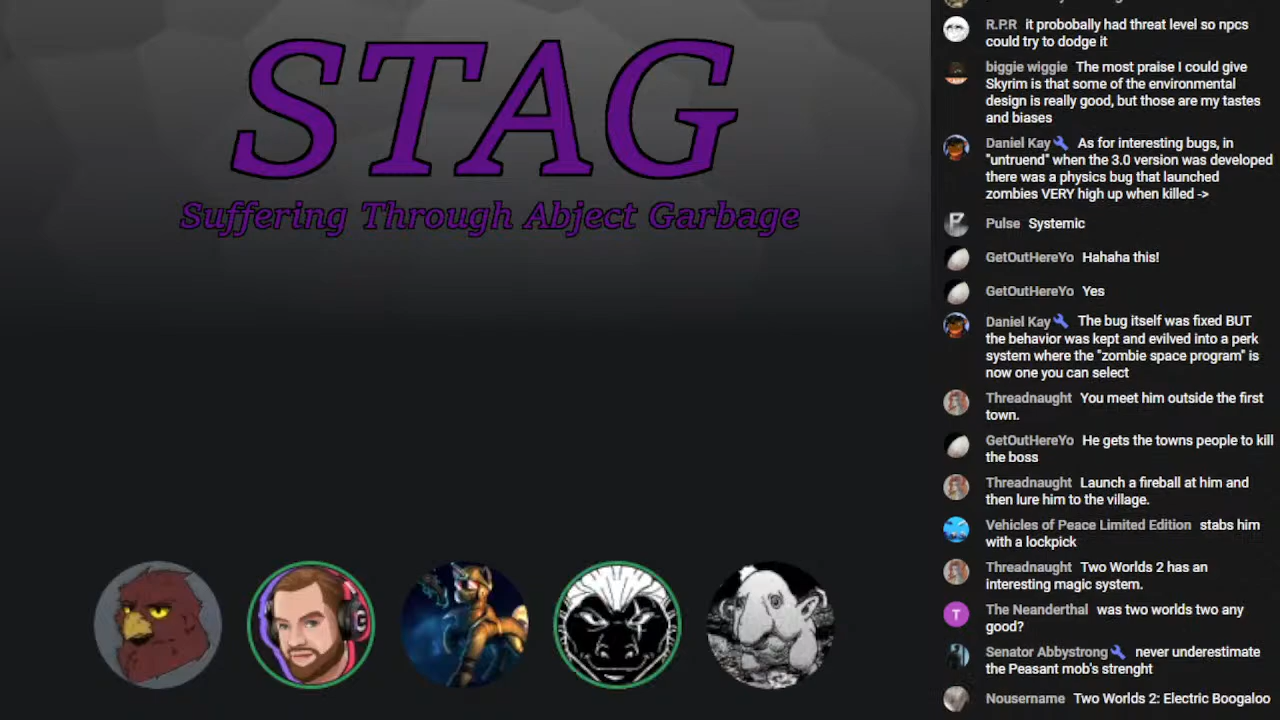 STAG
Suffering Through Abject Garbage
R.P.R it probobally had threat level so npcs
could try to dodge it
biggie wiggie The most praise I could give
Skyrim is that some of the environmental
design is really good, but those are my tastes
and biases
Daniel Kay As for interesting bugs, in
"untruend" when the 3.0 version was developed
there was a physics bug that launched
zombies VERY high up when killed ->
Pulse Systemic
GetOutHereYo Hahaha this!
GetOutHereYo Yes
Daniel Kay The bug itself was fixed BUT
the behavior was kept and evilved into a perk
system where the "zombie space program" is
now one you can select
Threadnaught You meet him outside the first
town.
GetOutHereYo He gets the towns people to kill
the boss
Threadnaught Launch a fireball at him and
then lure him to the village.
Vehicles of Peace Limited Edition stabs him
with a lockpick
Threadnaught Two Worlds 2 has an
interesting magic system.
T
The Neanderthal was two worlds two any
good?
Senator Abbystrong never underestimate
the Peasant mob's strenght
Nousername Two Worlds 2: Electric Boogaloo